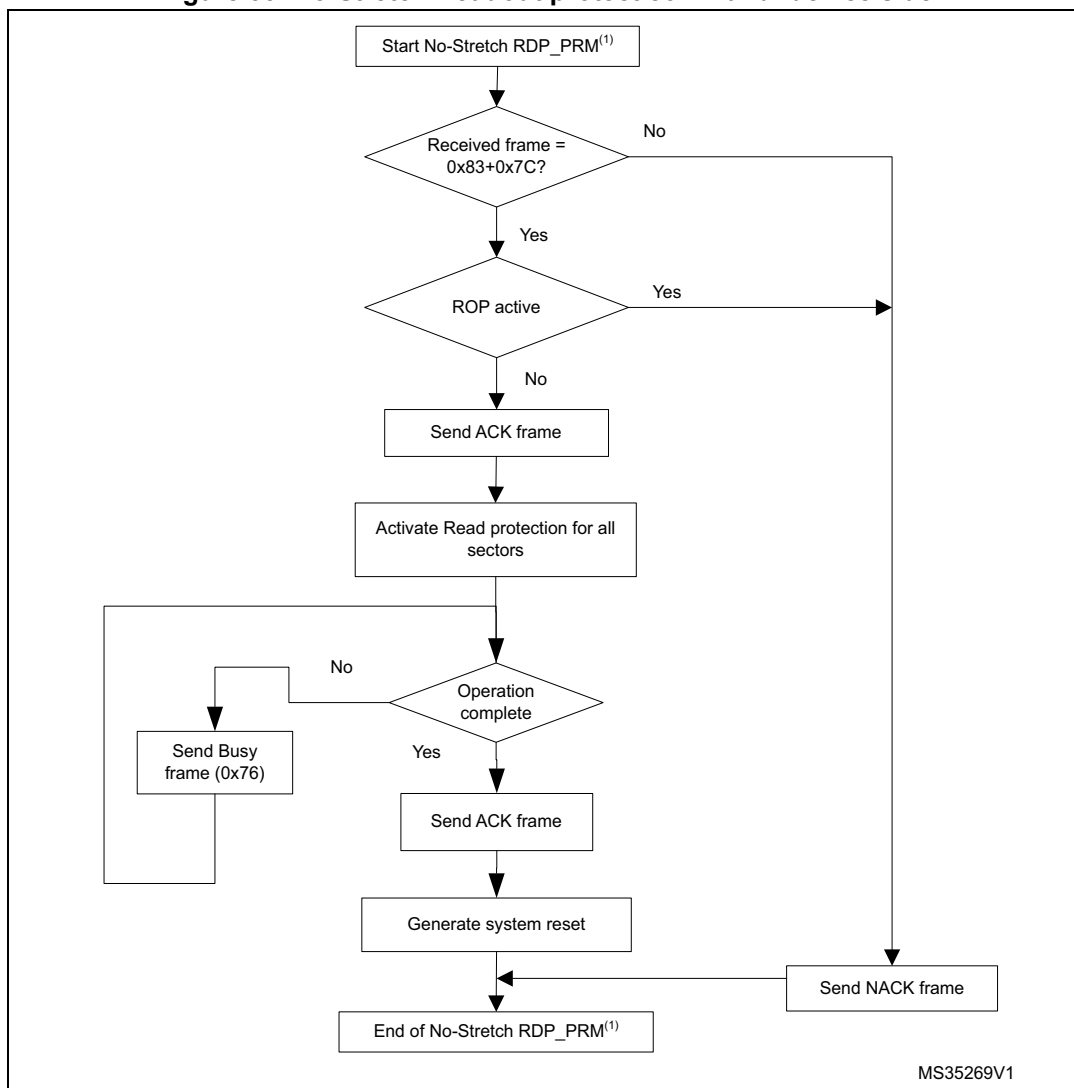 Start No-Stretch RDP_PRM(1)
Received frame =
0x83+0x7C?
No
Yes
ROP active
Yes
No
Send ACK frame
Activate Read protection for all
sectors
No
Operation
complete
Send Busy
frame (0x76)
Yes
Send ACK frame
Generate system reset
Send NACK frame
End of No-Stretch RDP_PRM(1)
MS35269V1